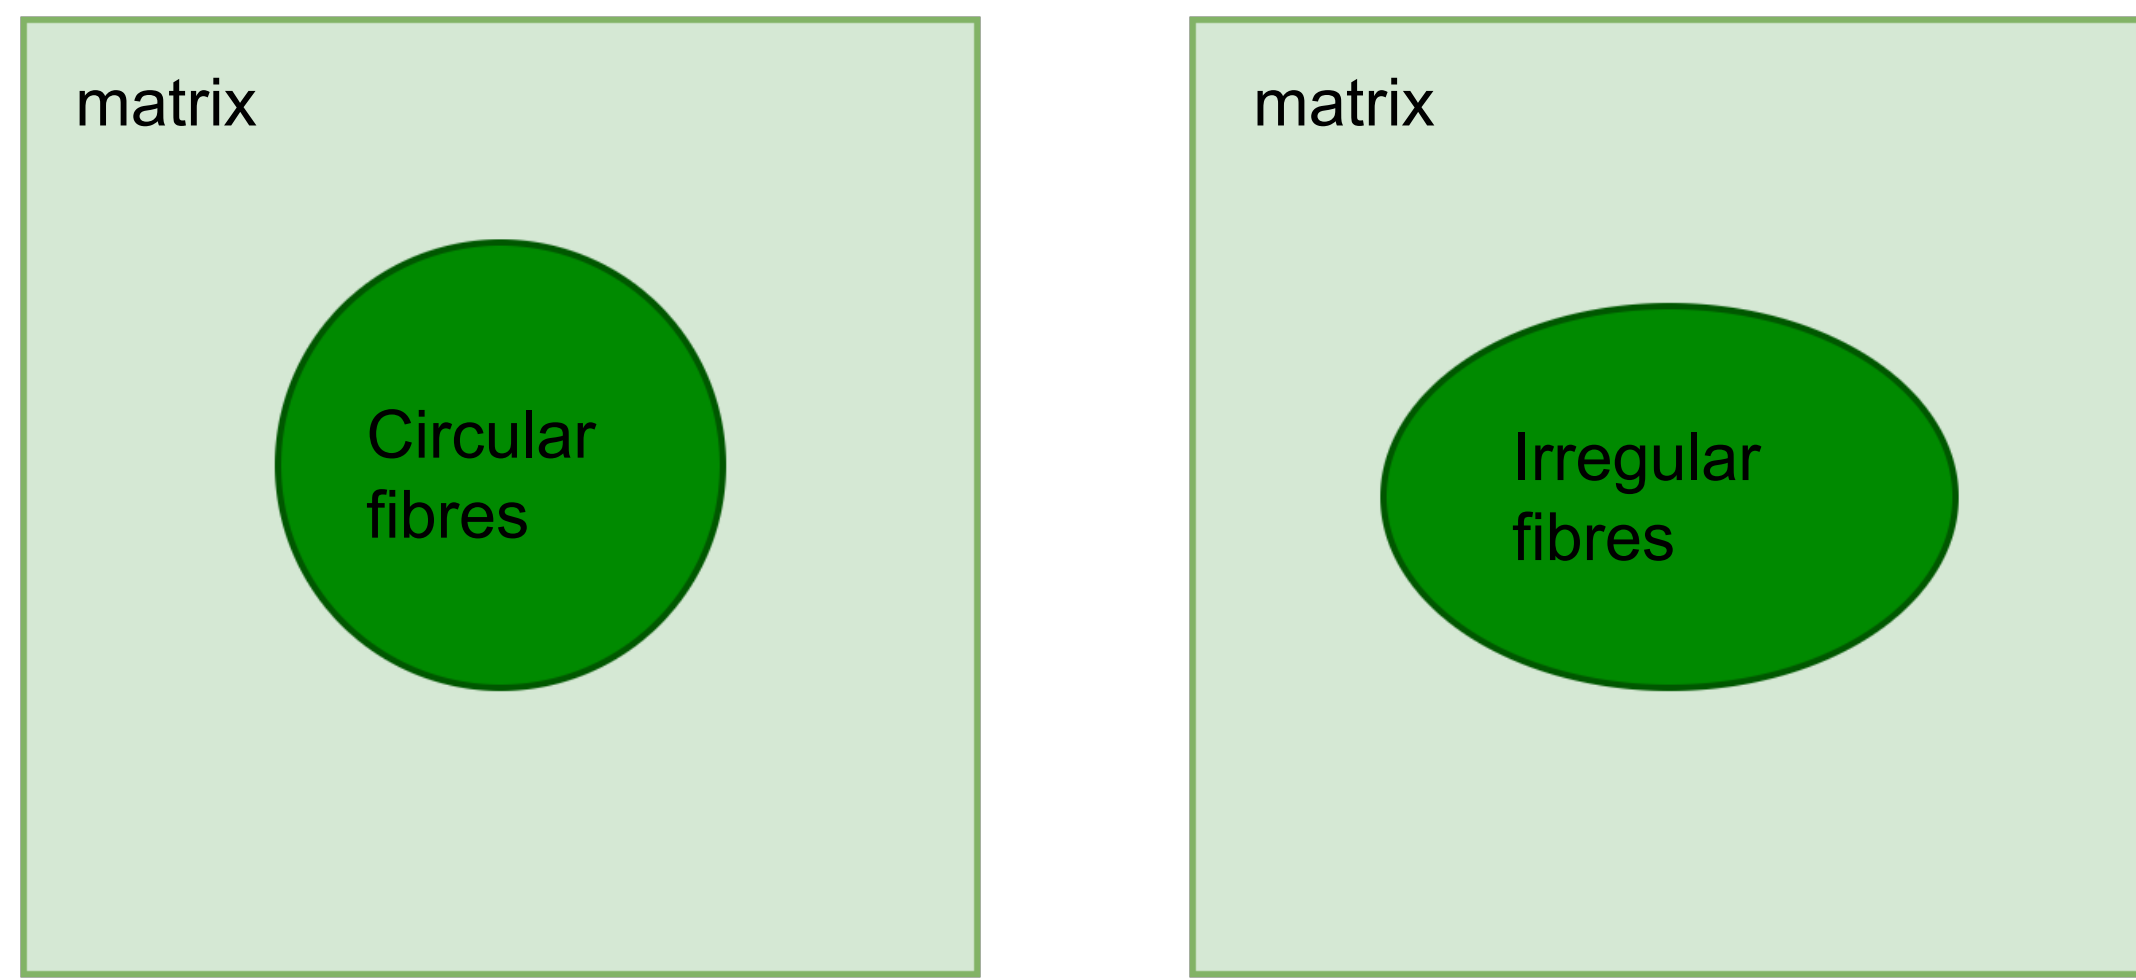 matrix
Circular
fibres
matrix
Irregular
fibres